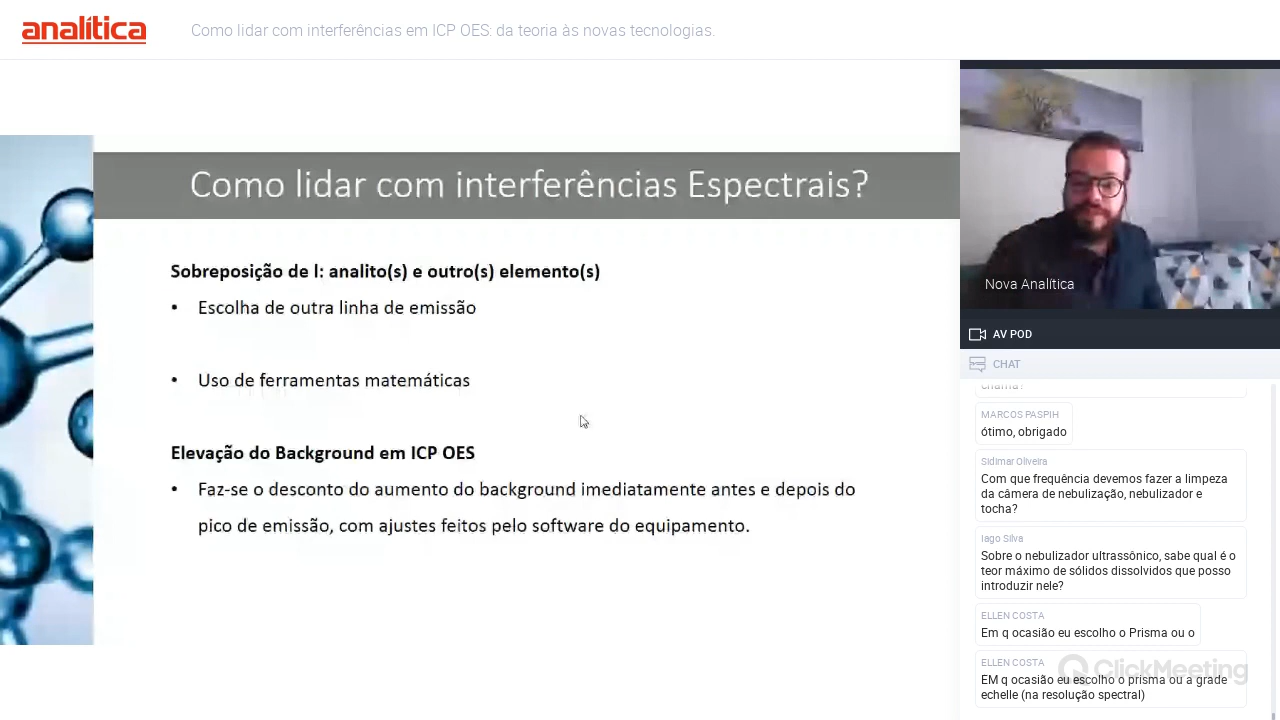 analítica
Como lidar com interferências em ICP OES: da teoria às novas tecnologias.
Como lidar com interferências Espectrais?
Sobreposição de l: analito(s) e outro(s) elemento(s)
• Escolha de outra linha de emissão
• Uso de ferramentas matemáticas
Elevação do Background em ICP OES
• Faz-se o desconto do aumento do background imediatamente antes e depois do
pico de emissão, com ajustes feitos pelo software do equipamento.
Nova Analítica
AV POD
CHAT
chama?
MARCOS PASPIH
ótimo, obrigado
Sidimar Oliveira
Com que frequência devemos fazer a limpeza
da câmera de nebulização, nebulizador e
tocha?
Iago Silva
Sobre o nebulizador ultrassônico, sabe qual é o
teor máximo de sólidos dissolvidos que posso
introduzir nele?
ELLEN COSTA
Em q ocasião eu escolho o Prisma ou o
ELLEN COSTA
EM q ocasião eu escolho o prisma ou a grade
echelle (na resolução spectral)
ClickMeeting